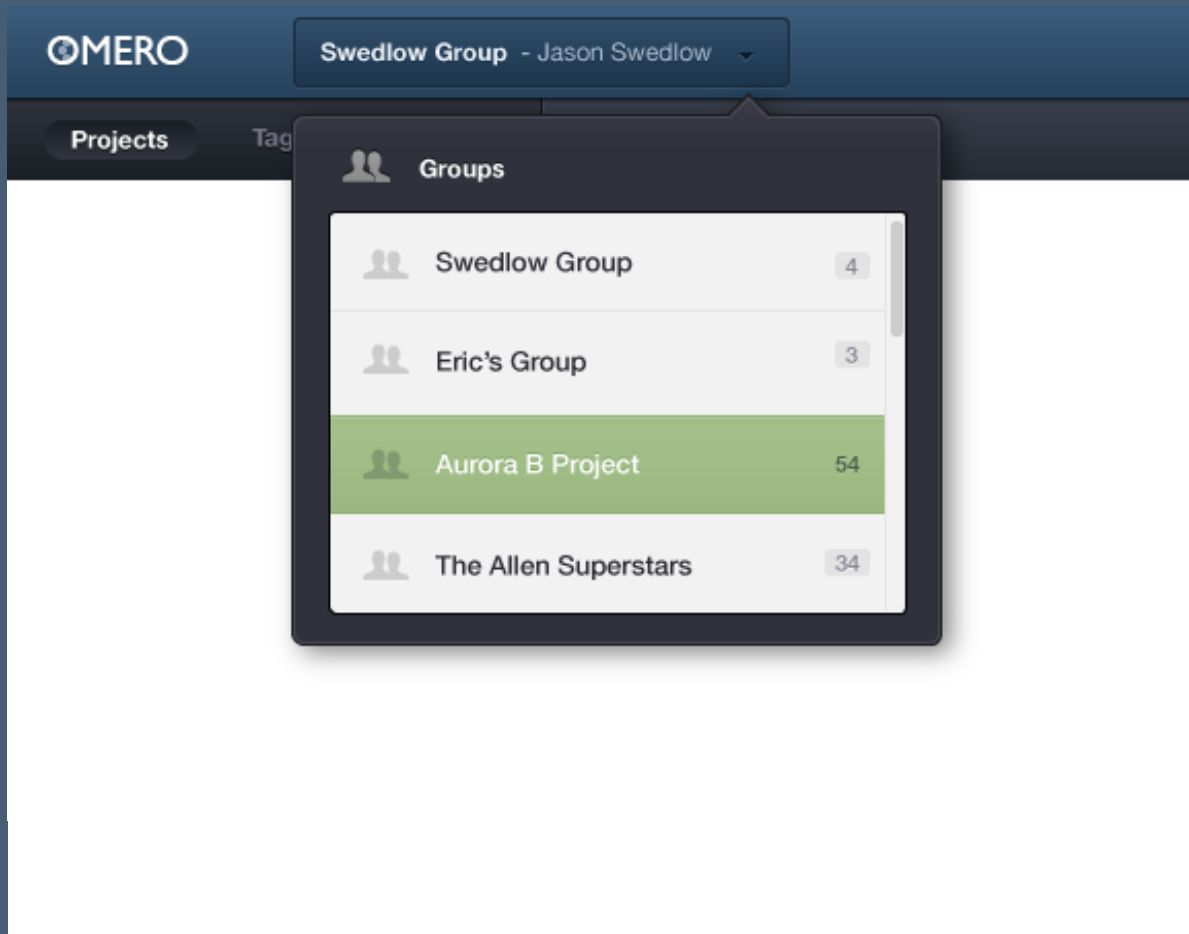 OMERO
Swedlow Group - Jason Swedlow
Projects
Tag
Groups
Swedlow Group 4
Eric’s Group 3
Aurora B Project 54
The Allen Superstars 34